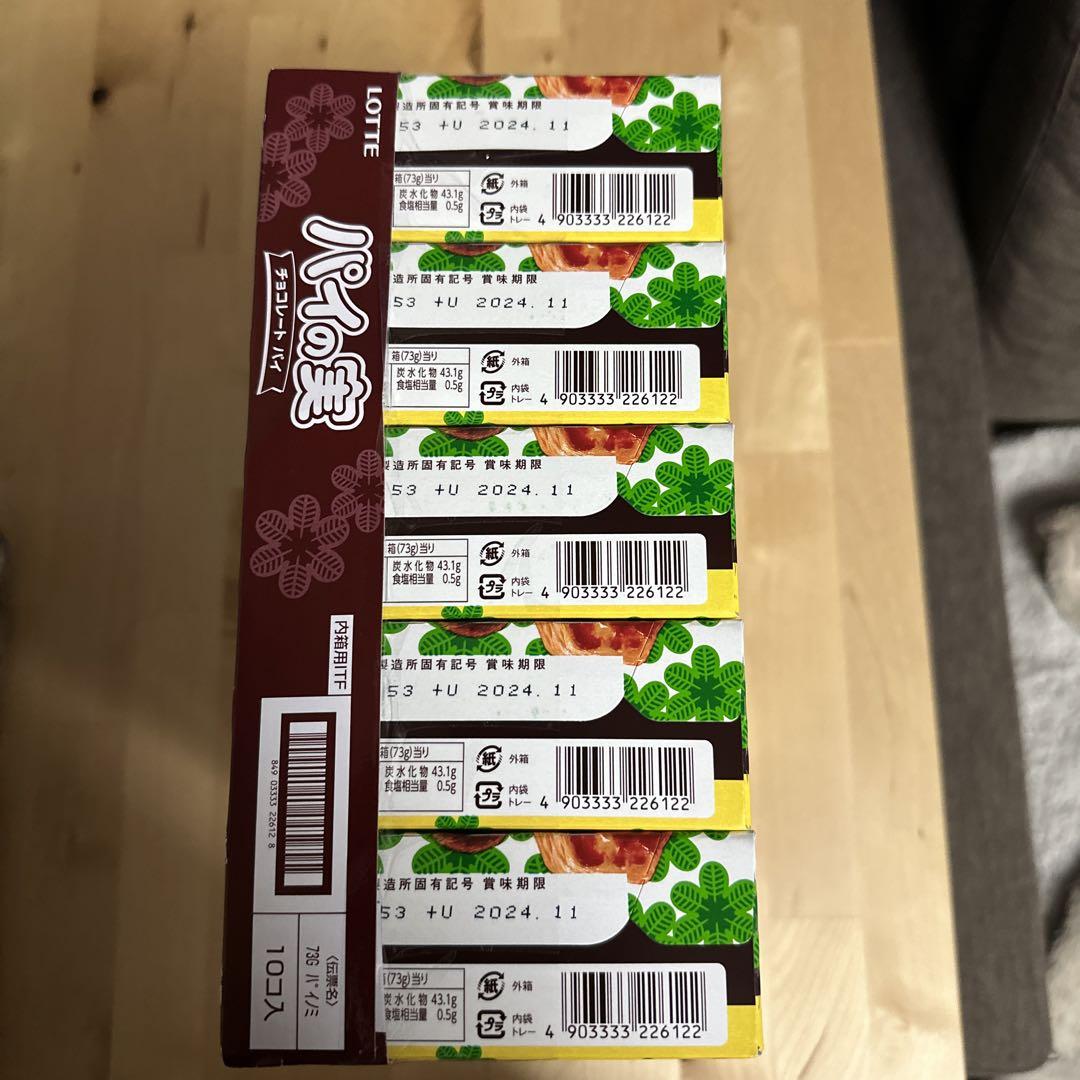 LOTTE
パイの実
チョコレート パイ
内箱用ITF
849 03333 22612 8
〈伝票名〉
73G パイノミ
10コ入
造所固有記号 賞味期限
53 +U 2024.11
箱(73g)当り
炭水化物 43.1g
食塩相当量 0.5g
紙 外箱
プラ 内袋
トレー
4 903333 226122
造所固有記号 賞味期限
53 +U 2024.11
箱(73g)当り
炭水化物 43.1g
食塩相当量 0.5g
紙 外箱
プラ 内袋
トレー
4 903333 226122
製造所固有記号 賞味期限
53 +U 2024.11
箱(73g)当り
炭水化物 43.1g
食塩相当量 0.5g
紙 外箱
プラ 内袋
トレー
4 903333 226122
製造所固有記号 賞味期限
53 +U 2024.11
箱(73g)当り
炭水化物 43.1g
食塩相当量 0.5g
紙 外箱
プラ 内袋
トレー
4 903333 226122
造所固有記号 賞味期限
53 +U 2024.11
(73g)当り
炭水化物 43.1g
食塩相当量 0.5g
紙 外箱
プラ 内袋
トレー
4 903333 226122